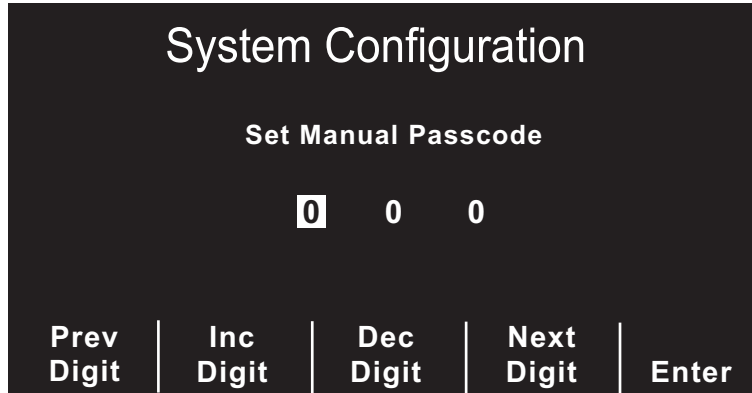 System Configuration
Set Manual Passcode
0 0 0
Prev Inc Dec Next
Digit Digit Digit Digit Enter